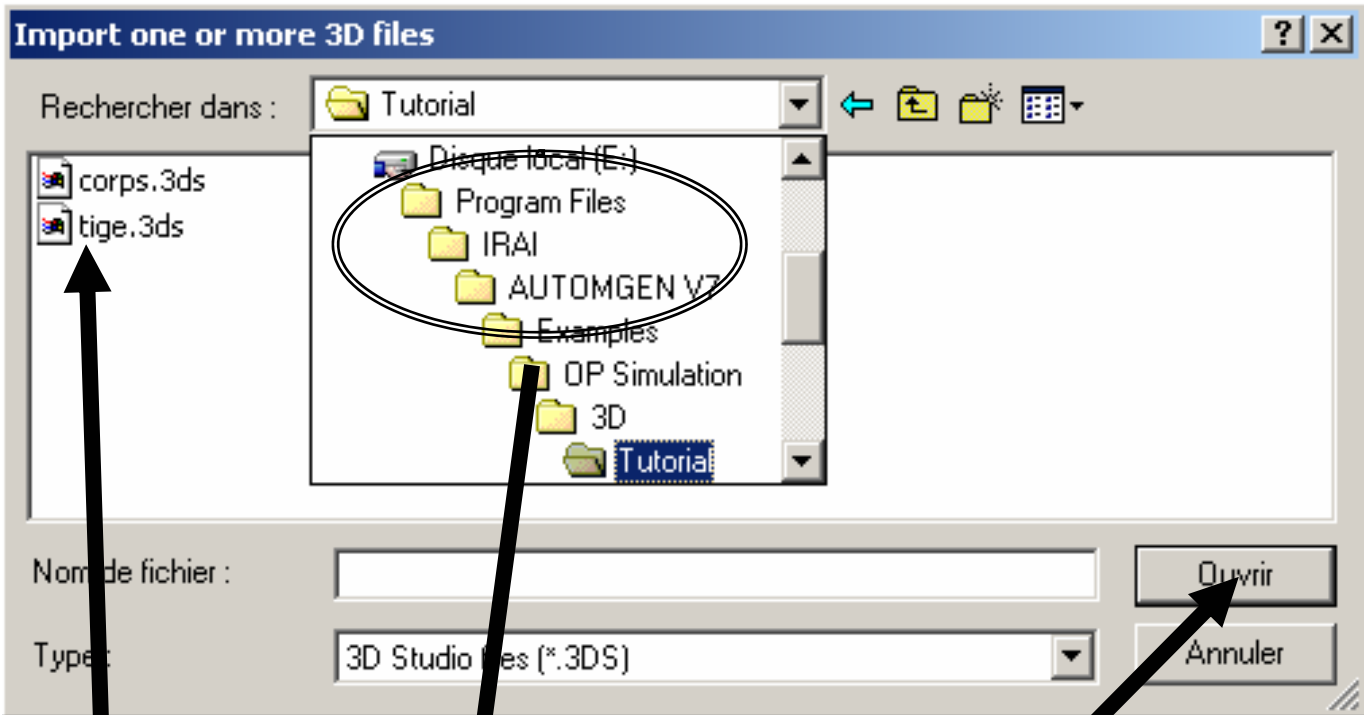 Import one or more 3D files
Rechercher dans :
Tutorial
corps.3ds
tige.3ds
Disque local (E:)
Program Files
IRAI
AUTOMGEN V7
Examples
OP Simulation
3D
Tutorial
Nom de fichier :
Ouvrir
Type :
3D Studio files (*.3DS)
Annuler